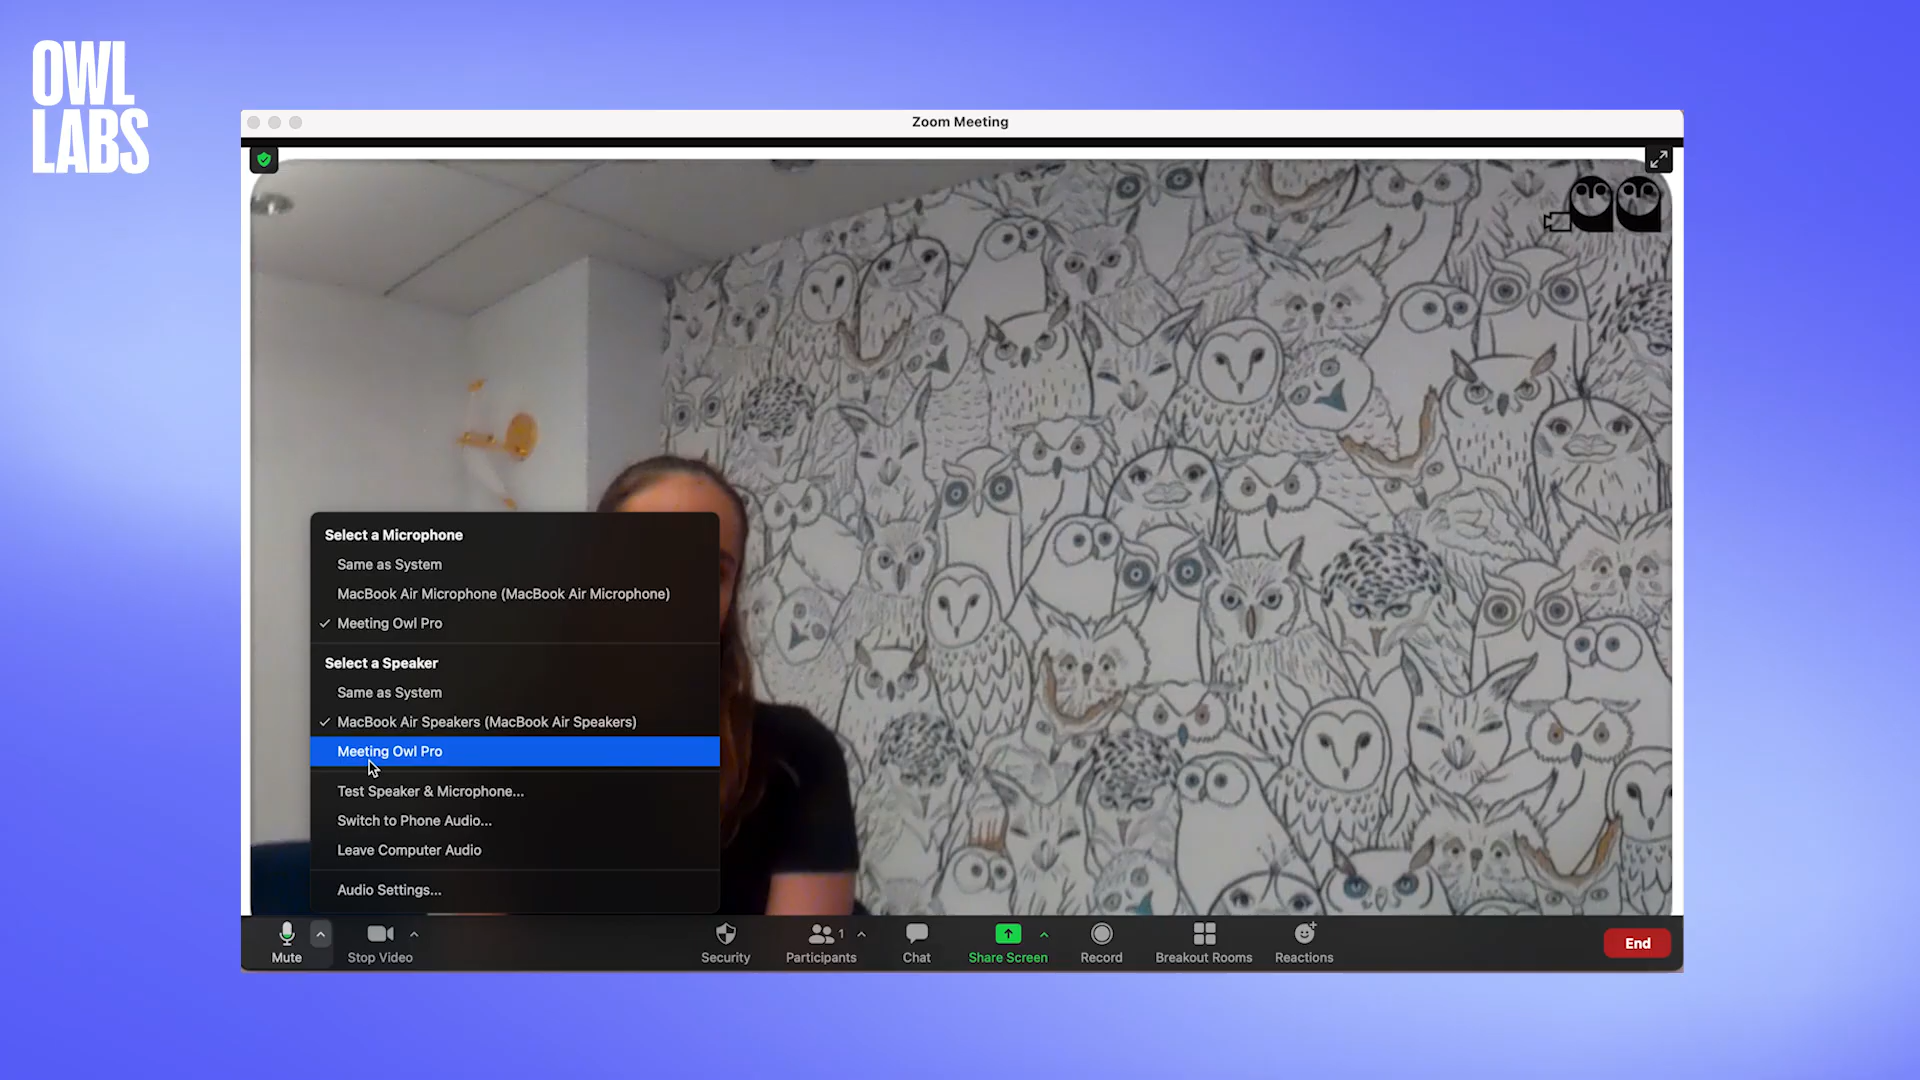 OWL
LABS
Zoom Meeting
Select a Microphone
Same as System
MacBook Air Microphone (MacBook Air Microphone)
✓ Meeting Owl Pro
Select a Speaker
Same as System
✓ MacBook Air Speakers (MacBook Air Speakers)
Meeting Owl Pro
Test Speaker & Microphone...
Switch to Phone Audio...
Leave Computer Audio
Audio Settings...
Mute
Stop Video
Security
1
Participants
Chat
Share Screen
Record
Breakout Rooms
Reactions
End